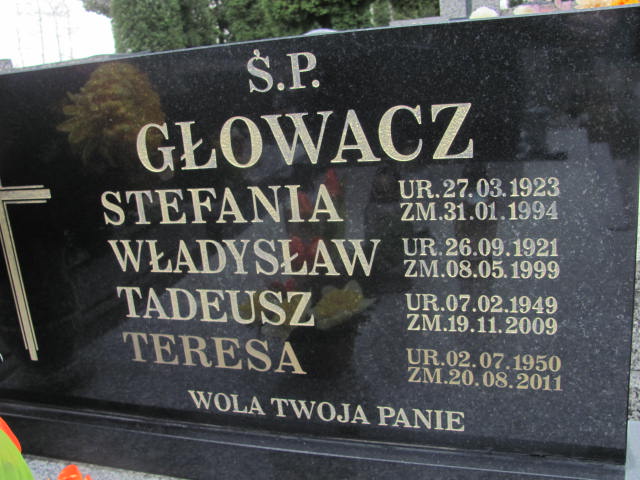 Ś.P.
GŁOWACZ
STEFANIA UR. 27.03.1923
ZM. 31.01.1994
WŁADYSŁAW UR. 26.09.1921
ZM. 08.05.1999
TADEUSZ UR. 07.02.1949
ZM. 19.11.2009
TERESA UR. 02.07.1950
ZM. 20.08.2011
WOLA TWOJA PANIE